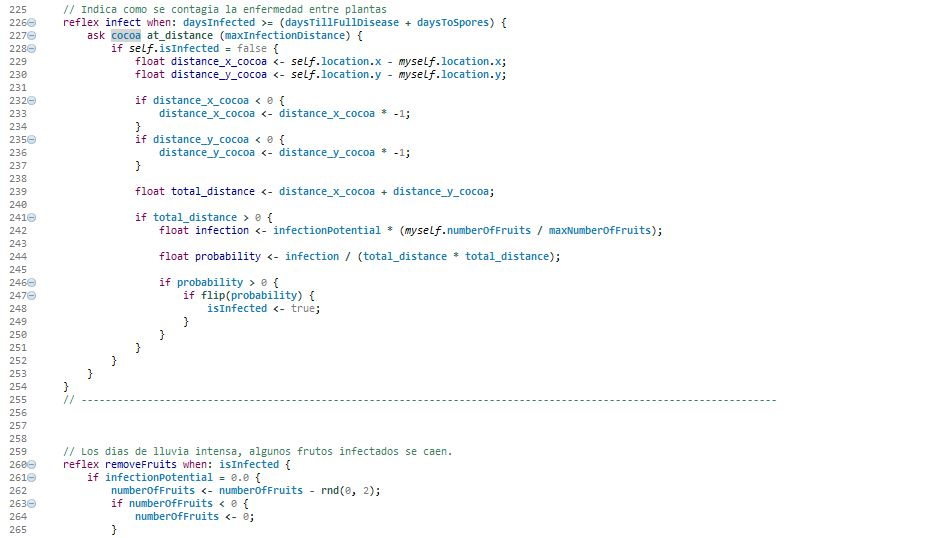 225 // Indica como se contagia la enfermedad entre plantas
226 reflex infect when: daysInfected >= (daysTillFullDisease + daysToSpores) {
227 ask cocoa at_distance (maxInfectionDistance) {
228 if self.isInfected = false {
229 float distance_x_cocoa <- self.location.x - myself.location.x;
230 float distance_y_cocoa <- self.location.y - myself.location.y;
231
232 if distance_x_cocoa < 0 {
233 distance_x_cocoa <- distance_x_cocoa * -1;
234 }
235 if distance_y_cocoa < 0 {
236 distance_y_cocoa <- distance_y_cocoa * -1;
237 }
238
239 float total_distance <- distance_x_cocoa + distance_y_cocoa;
240
241 if total_distance > 0 {
242 float infection <- infectionPotential * (myself.numberOfFruits / maxNumberOfFruits);
243
244 float probability <- infection / (total_distance * total_distance);
245
246 if probability > 0 {
247 if flip(probability) {
248 isInfected <- true;
249 }
250 }
251 }
252 }
253 }
254 }
255 // --------------------------------------------------------------------------------------------------------------------
256
257
258
259 // Los dias de lluvia intensa, algunos frutos infectados se caen.
260 reflex removeFruits when: isInfected {
261 if infectionPotential = 0.0 {
262 numberOfFruits <- numberOfFruits - rnd(0, 2);
263 if numberOfFruits < 0 {
264 numberOfFruits <- 0;
265 }